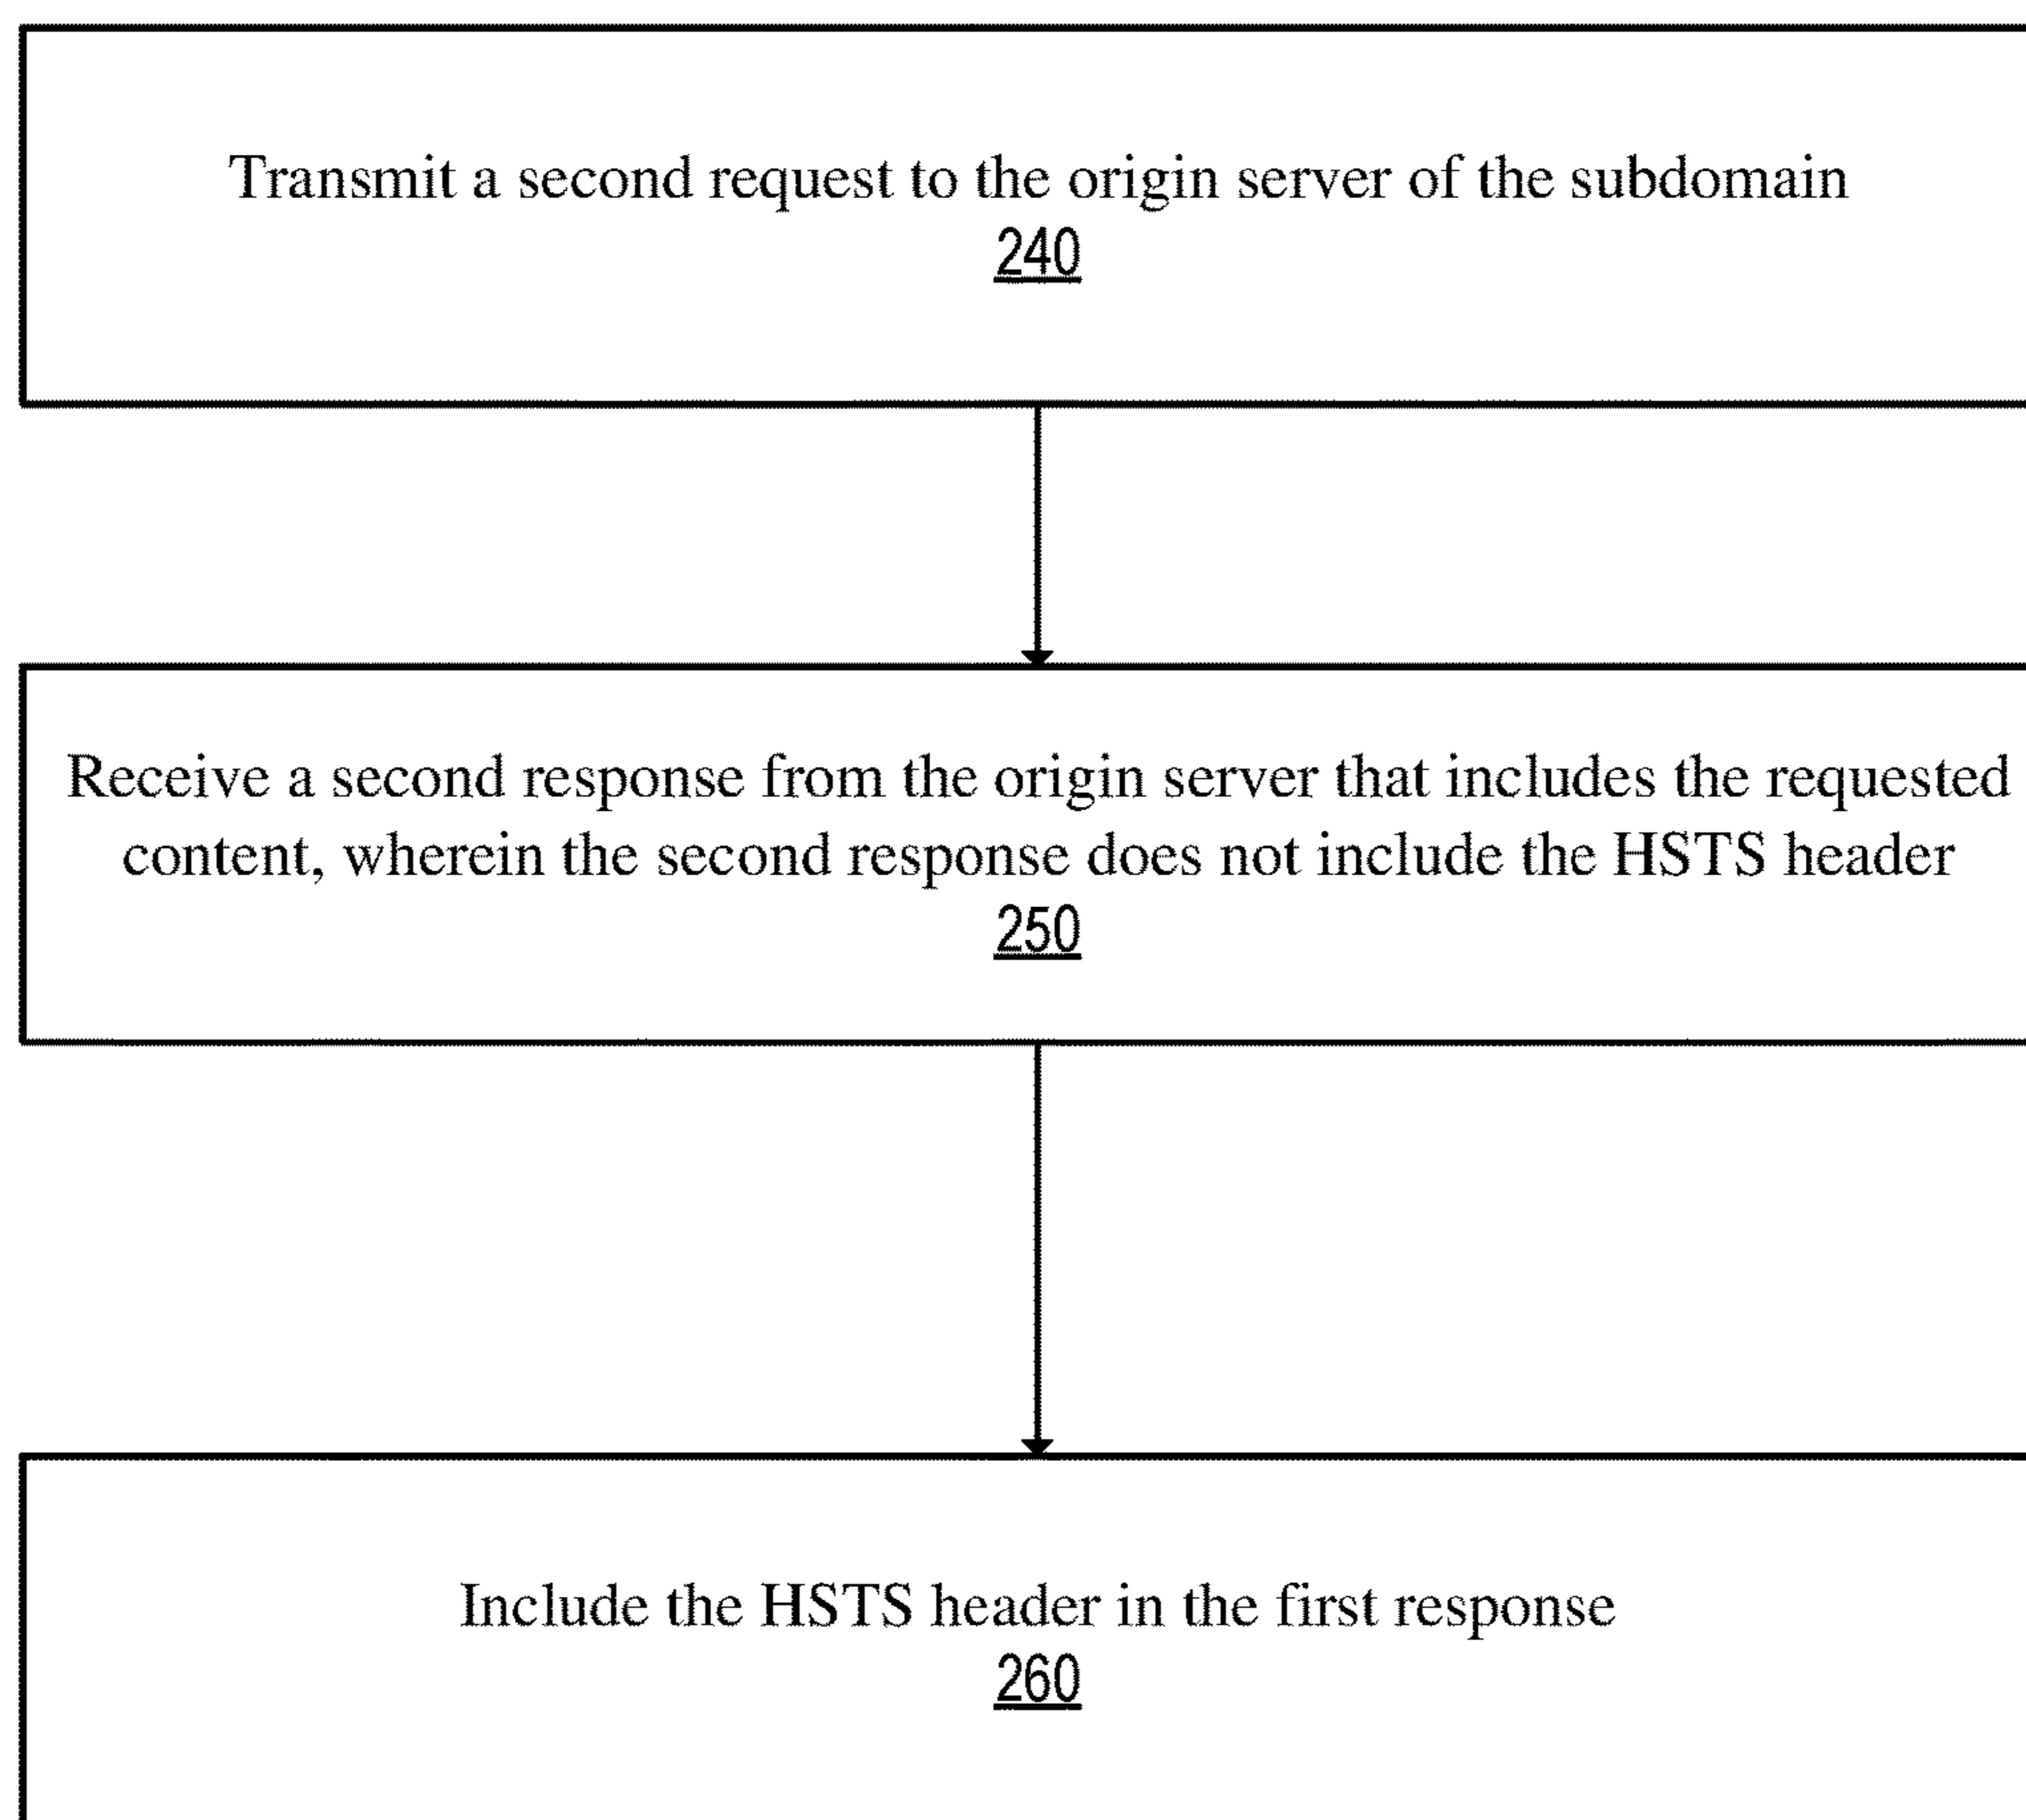 Transmit a second request to the origin server of the subdomain
240
Receive a second response from the origin server that includes the requested
content, wherein the second response does not include the HSTS header
250
Include the HSTS header in the first response
260